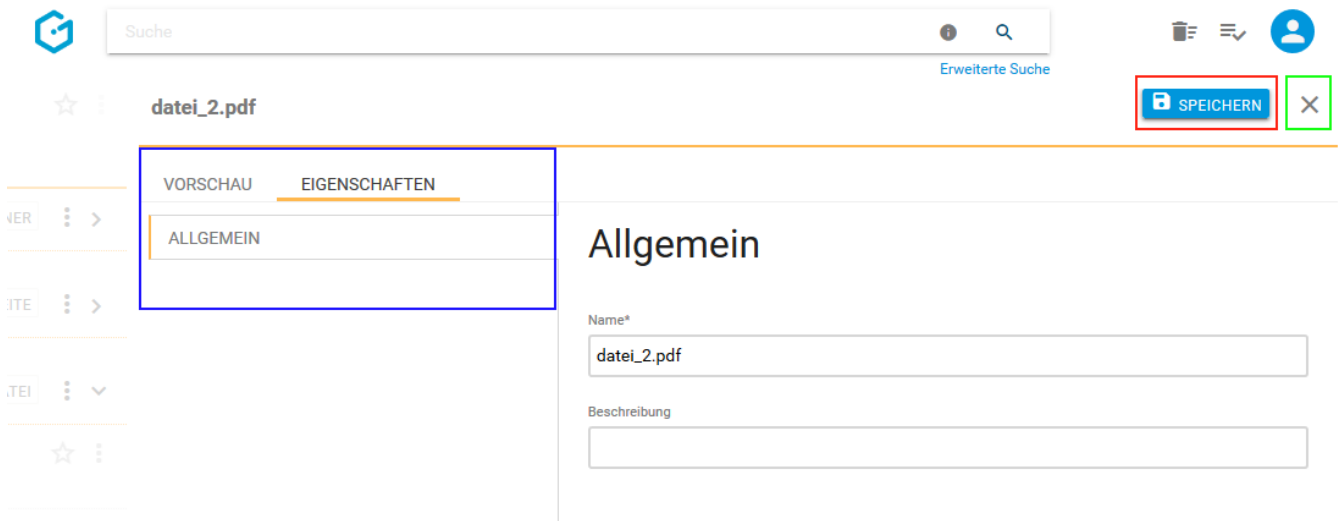 Suche
Erweiterte Suche
datei_2.pdf
SPEICHERN
VORSCHAU EIGENSCHAFTEN
ALLGEMEIN
Allgemein
Name*
datei_2.pdf
Beschreibung